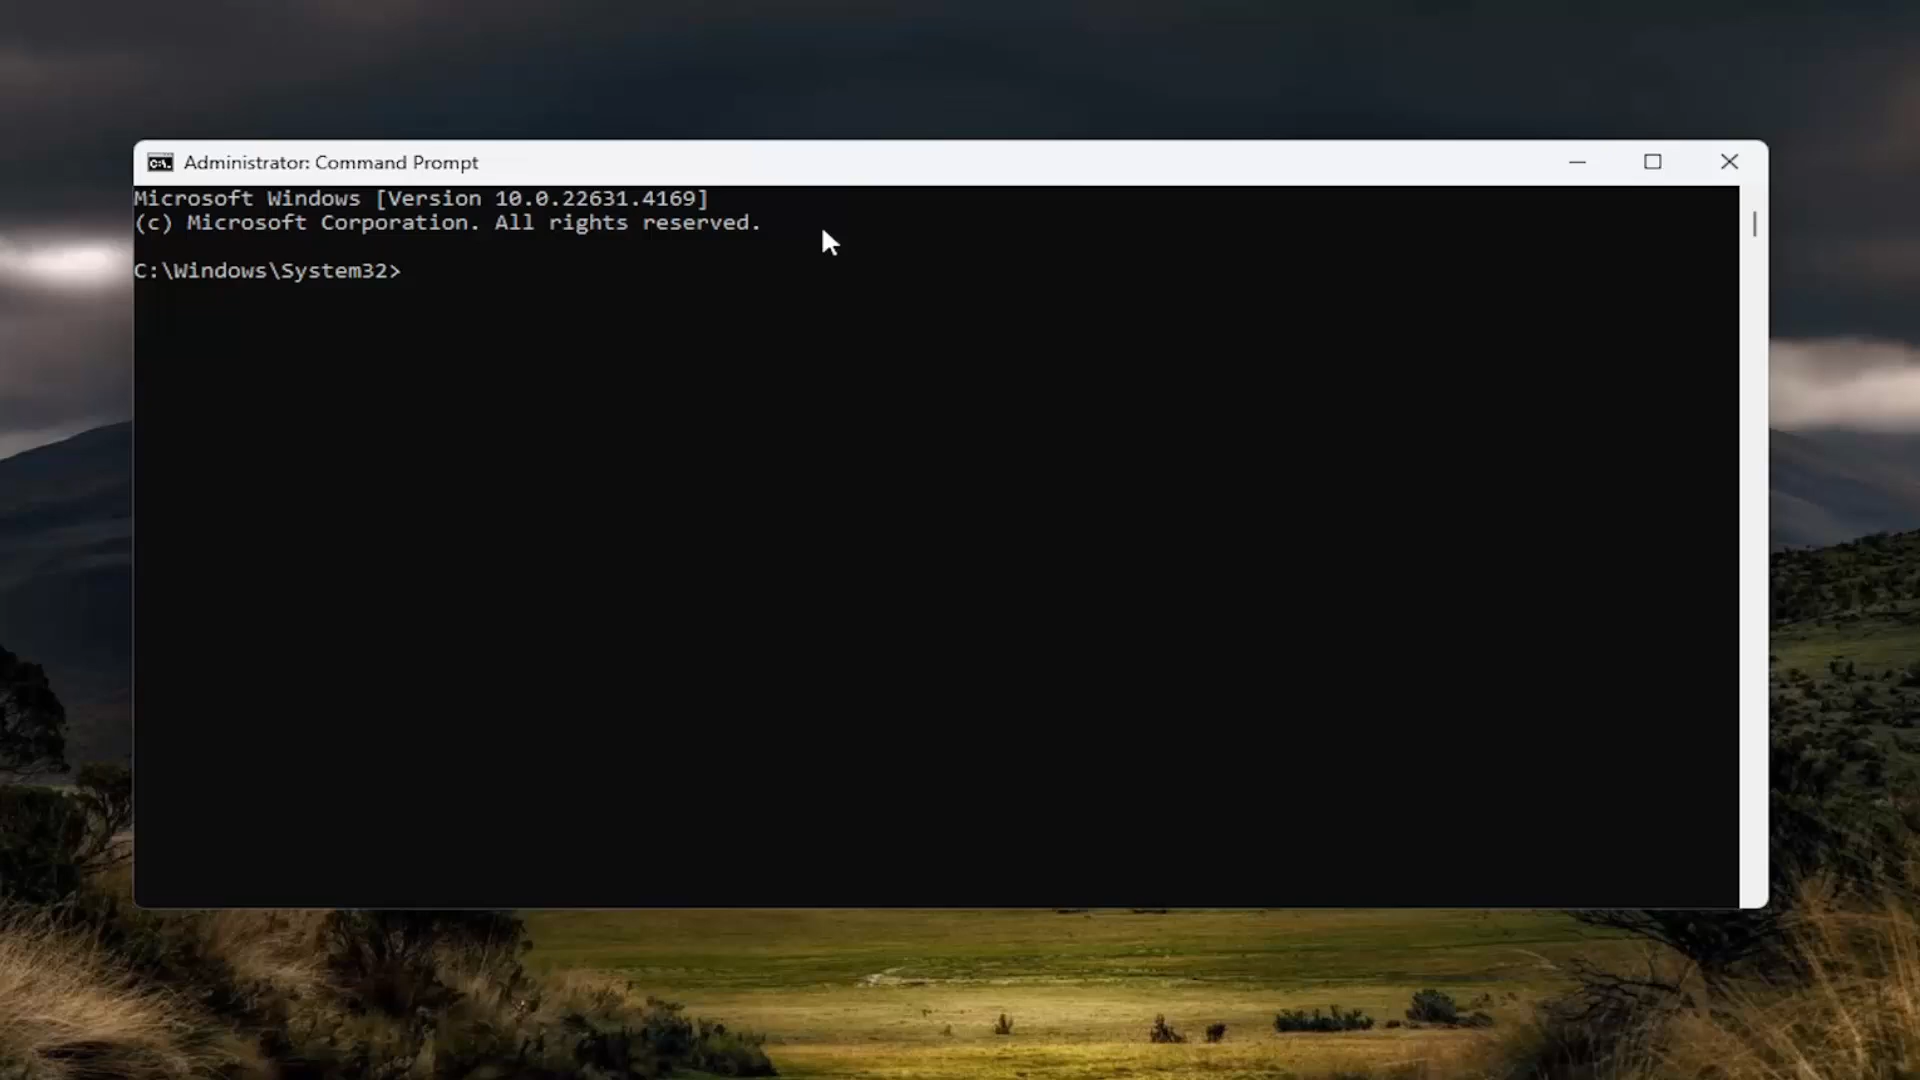 Administrator: Command Prompt
Microsoft Windows [Version 10.0.22631.4169]
(c) Microsoft Corporation. All rights reserved.
C:\Windows\System32>